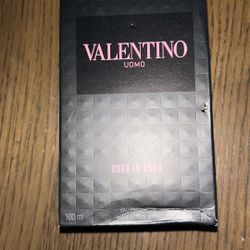 VALENTINO
UOMO
BORN IN ROMA
100 ml